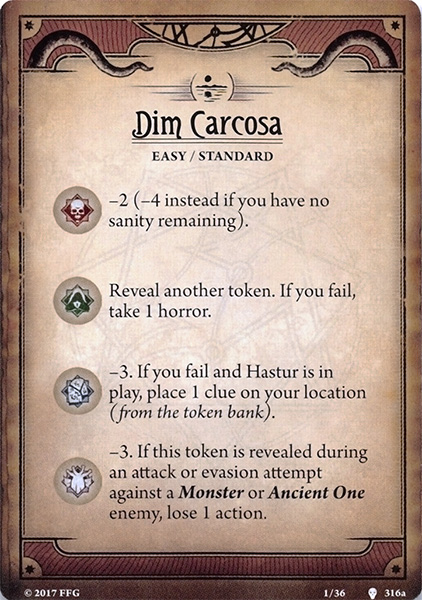 Dim Carcosa
EASY / STANDARD
–2 (–4 instead if you have no
sanity remaining).
Reveal another token. If you fail,
take 1 horror.
–3. If you fail and Hastur is in
play, place 1 clue on your location
(from the token bank).
–3. If this token is revealed during
an attack or evasion attempt
against a Monster or Ancient One
enemy, lose 1 action.
© 2017 FFG 1/36 316a